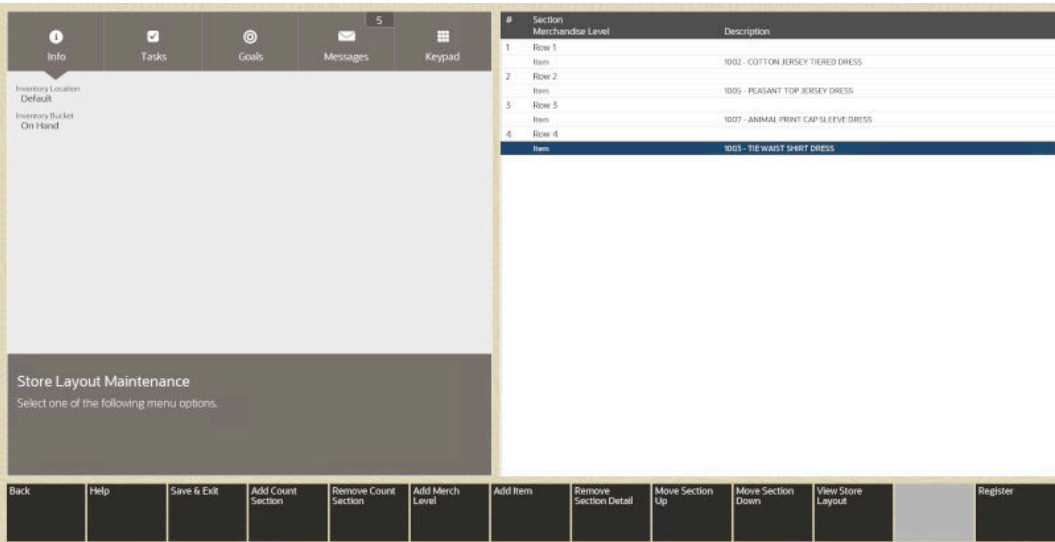 5
Info Tasks Goals Messages Keypad
Inventory Location
Default
Inventory Bucket
On Hand
Store Layout Maintenance
Select one of the following menu options.
# Section
Merchandise Level Description
1 Row 1
Item 1002 - COTTON JERSEY TIERED DRESS
2 Row 2
Item 1005 - PEASANT TOP JERSEY DRESS
3 Row 3
Item 1007 - ANIMAL PRINT CAP SLEEVE DRESS
4 Row 4
Item 1003 - TIE WAIST SHIRT DRESS
Back
Help
Save & Exit
Add Count
Section
Remove Count
Section
Add Merch
Level
Add Item
Remove
Section Detail
Move Section
Up
Move Section
Down
View Store
Layout
Register